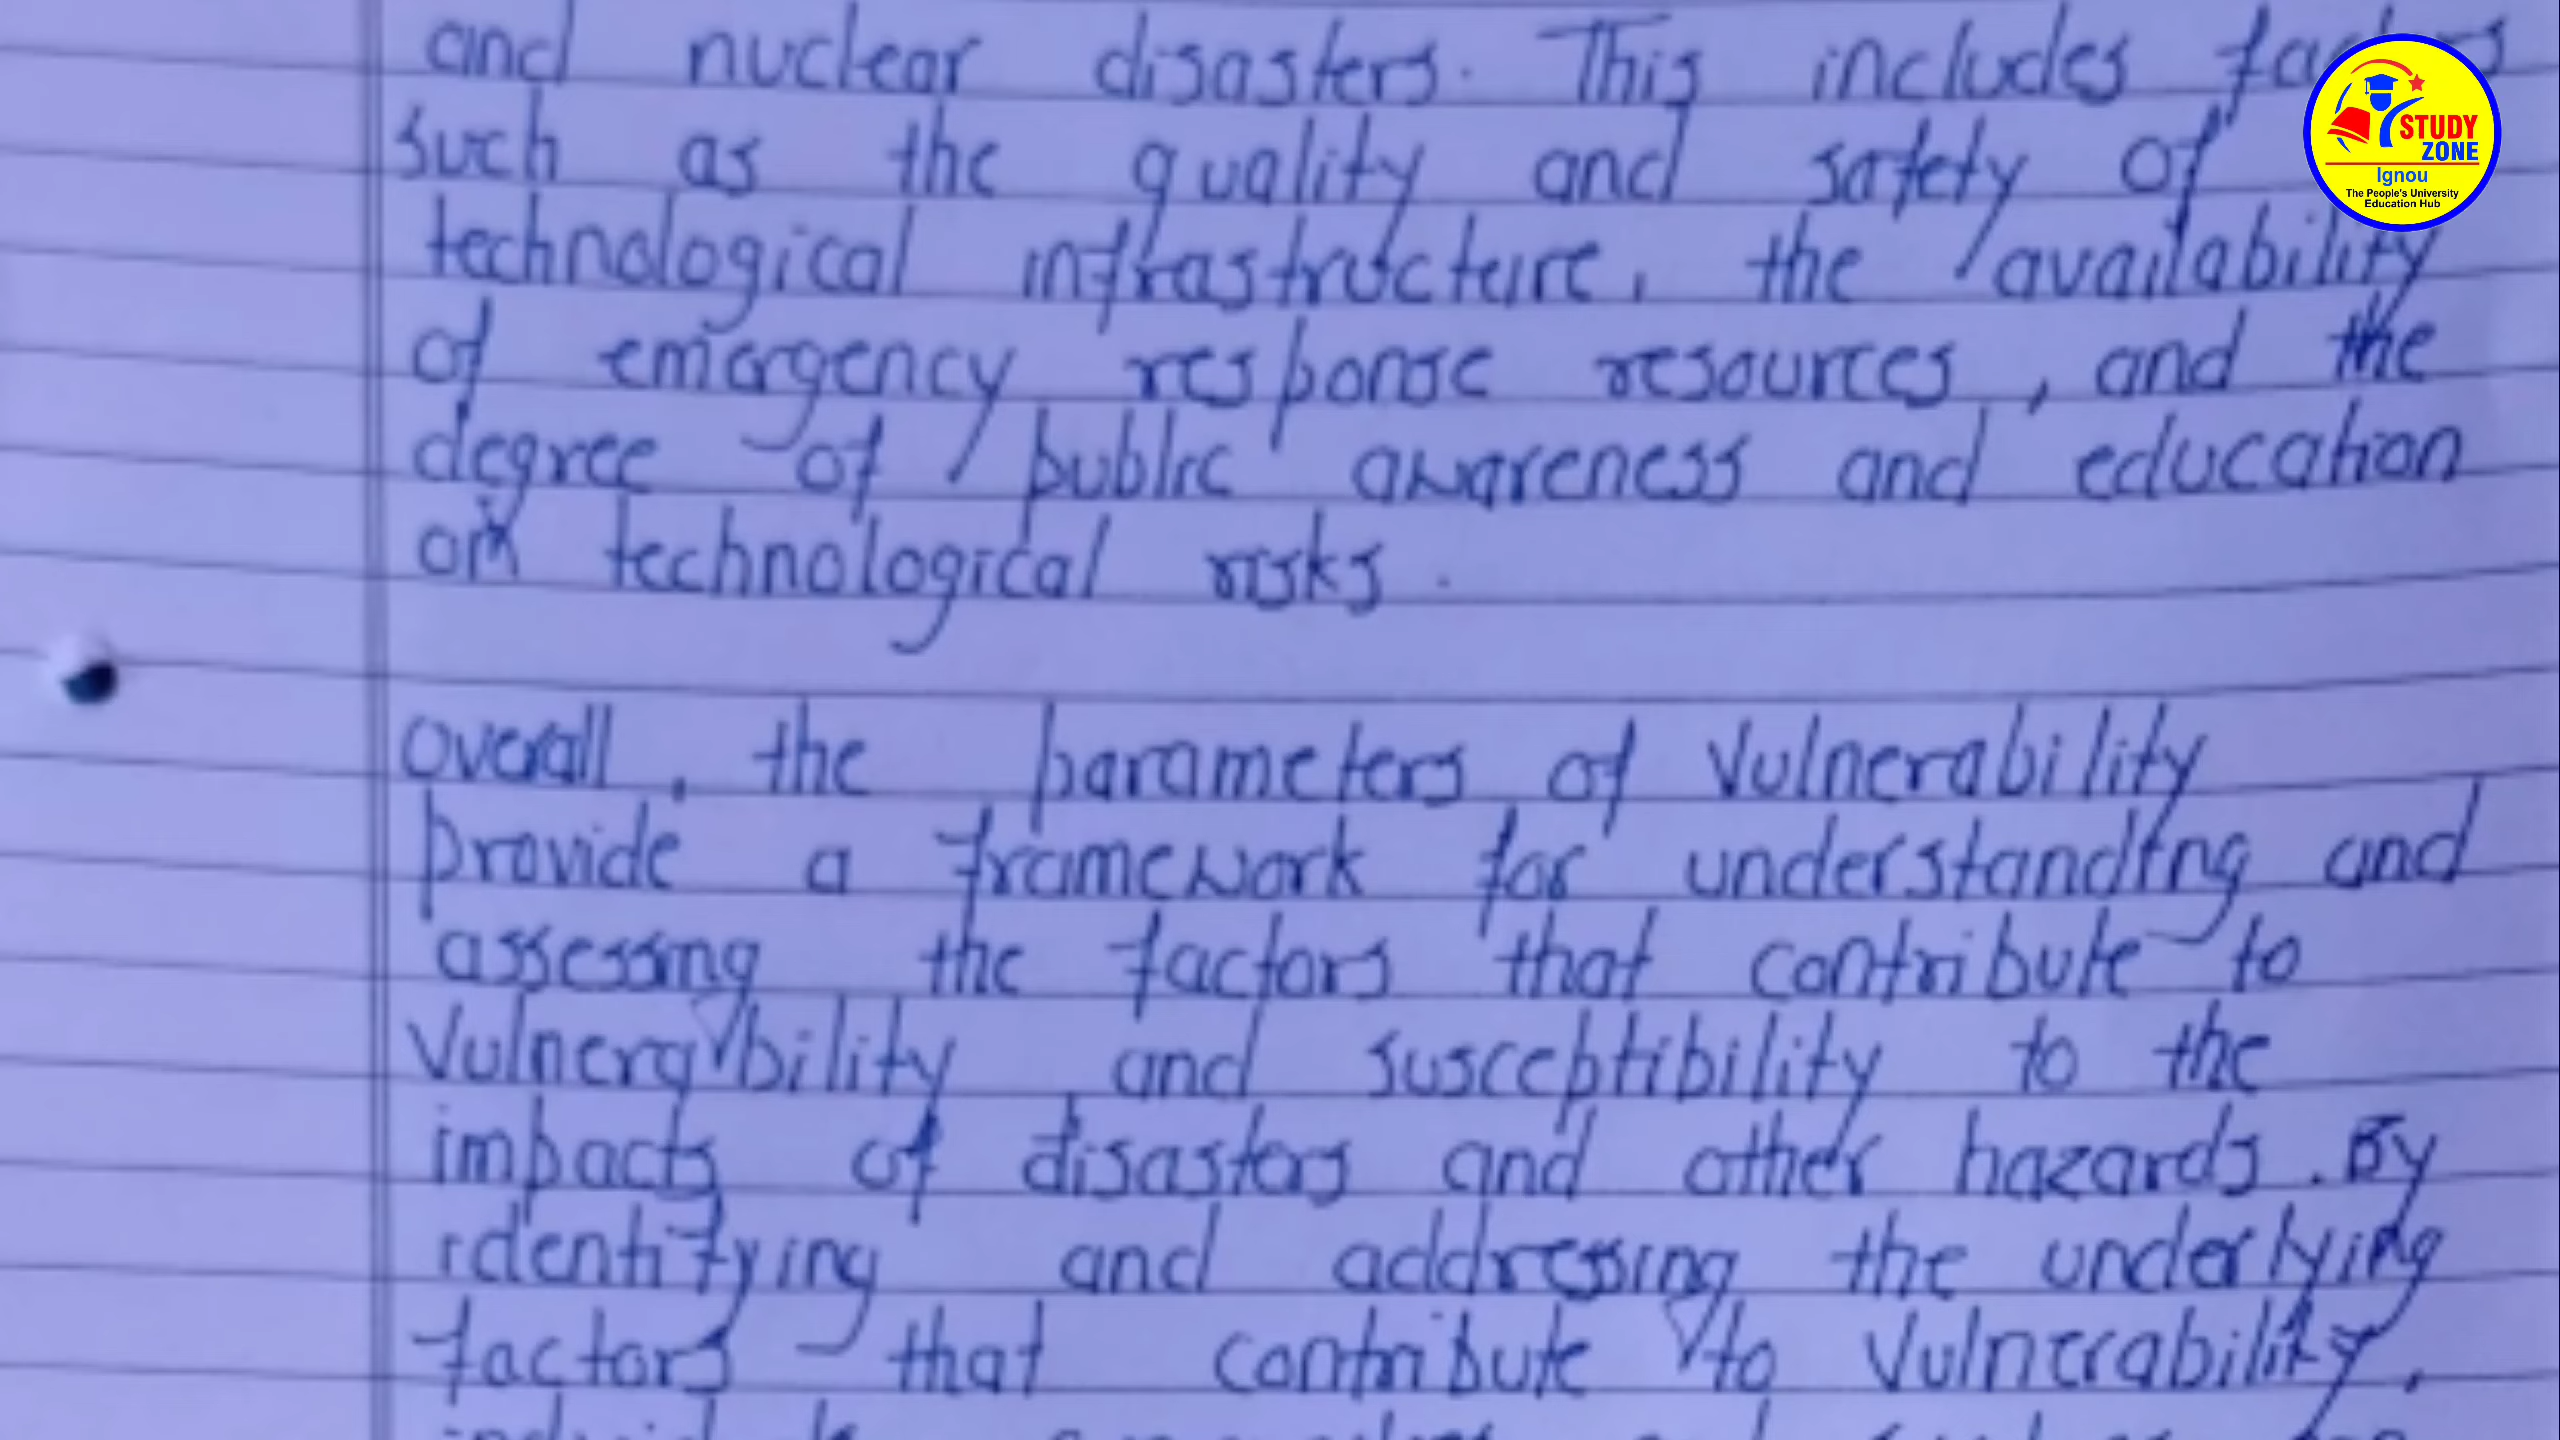 and nuclear disasters. This includes factors
such as the quality and safety of
technological infrastructure, the availability
of emergency response resources, and the
degree of public awareness and education
on technological risks.
Overall, the parameters of Vulnerability
provide a framework for understanding and
assessing the factors that contribute to
Vulnerability and susceptibility to the
impacts of disasters and other hazards. By
identifying and addressing the underlying
factors that contribute to Vulnerability,
STUDY
ZONE
Ignou
The People's University
Education Hub